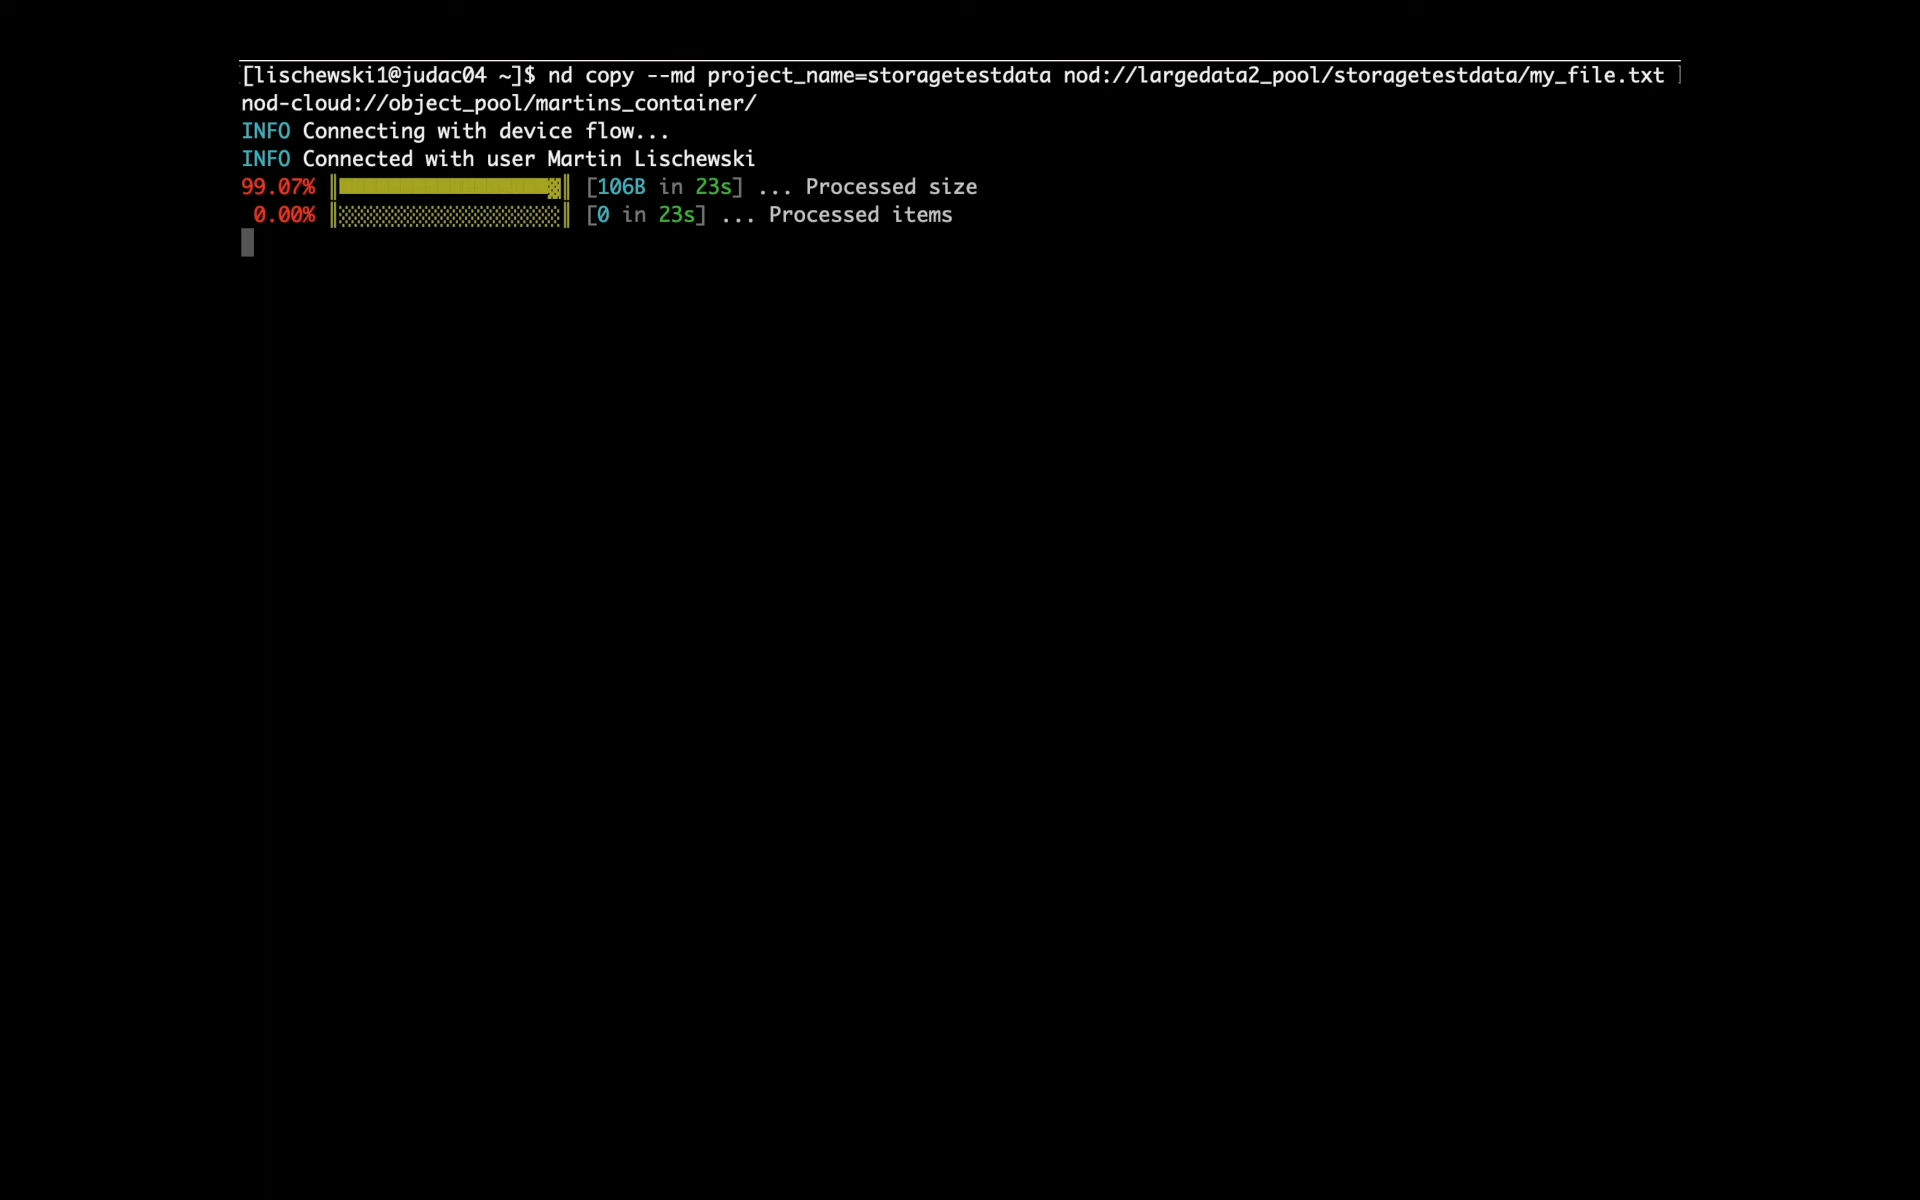 [lischewski1@judac04 ~]$ nd copy --md project_name=storagetestdata nod://largedata2_pool/storagetestdata/my_file.txt ]
nod-cloud://object_pool/martins_container/
INFO Connecting with device flow...
INFO Connected with user Martin Lischewski
99.07% [106B in 23s] ... Processed size
0.00% [0 in 23s] ... Processed items